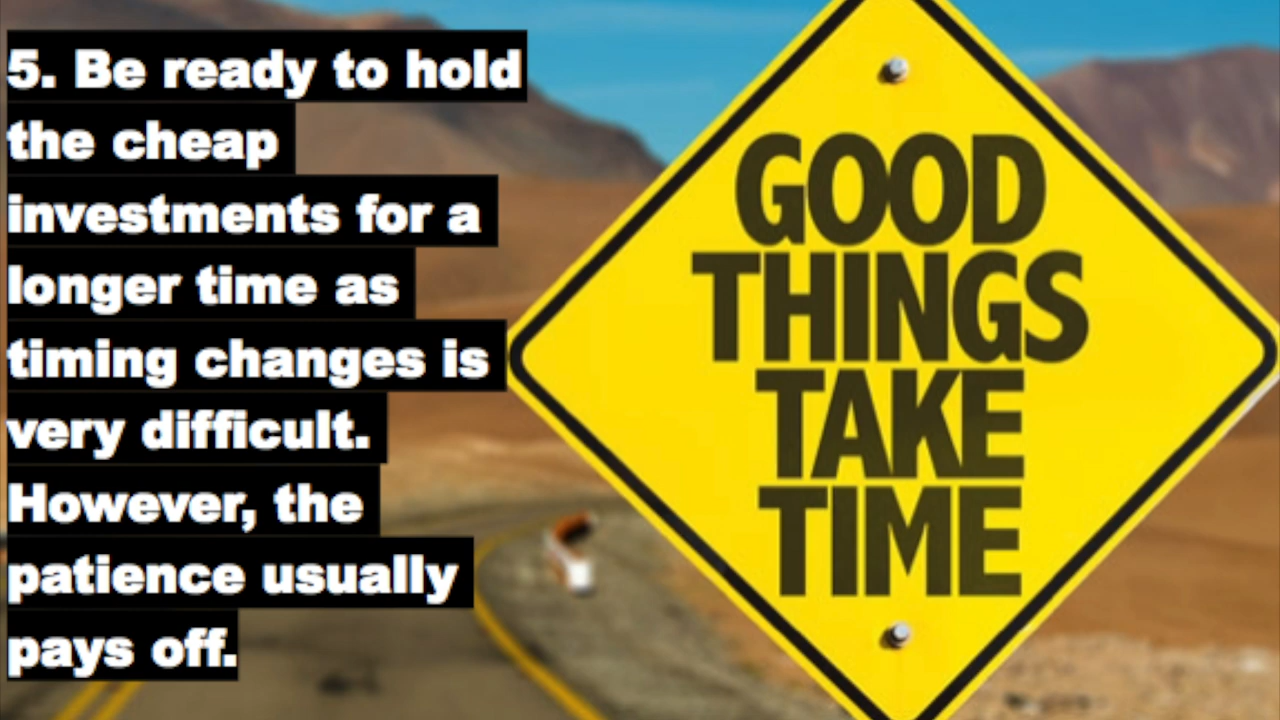 5. Be ready to hold
the cheap
investments for a
longer time as
timing changes is
very difficult.
However, the
patience usually
pays off.
GOOD
THINGS
TAKE
TIME